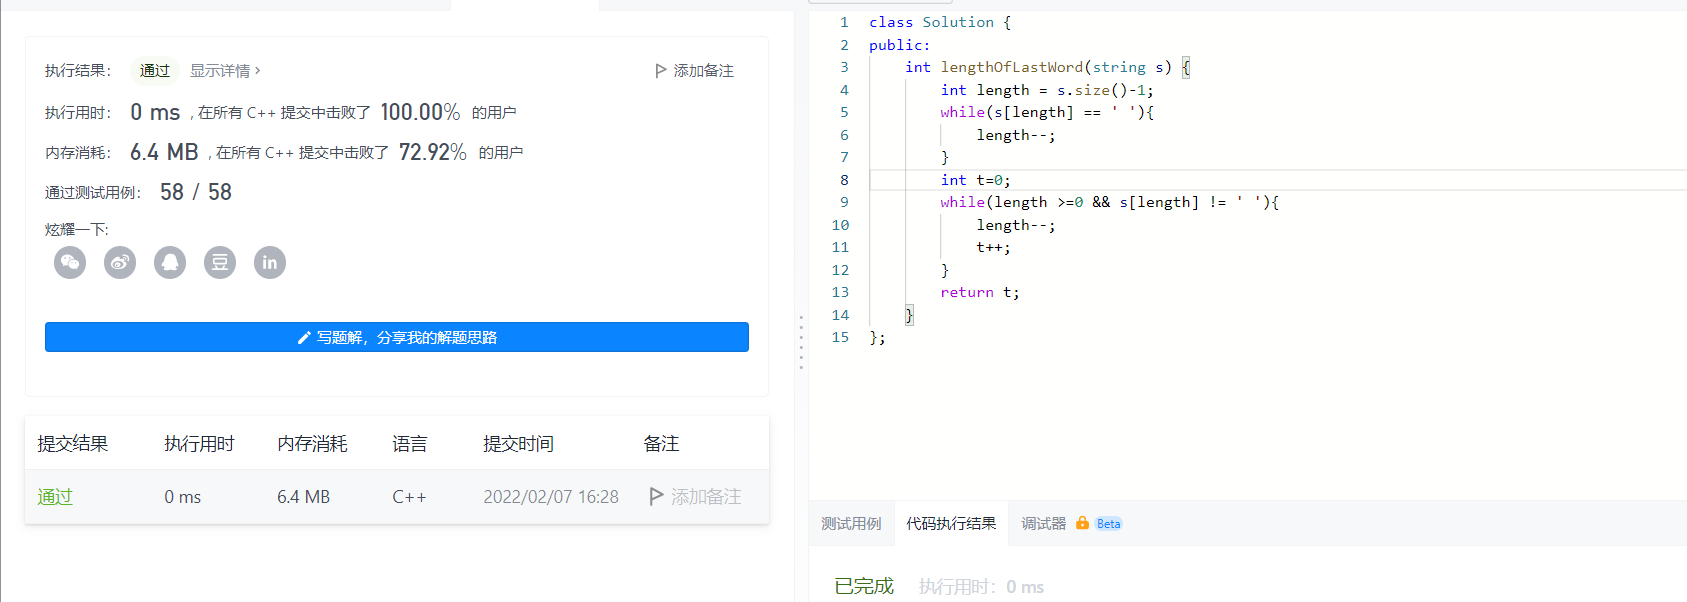 执行结果： 通过 显示详情 › 添加备注
执行用时： 0 ms , 在所有 C++ 提交中击败了 100.00% 的用户
内存消耗： 6.4 MB , 在所有 C++ 提交中击败了 72.92% 的用户
通过测试用例： 58 / 58
炫耀一下:
豆 in
写题解，分享我的解题思路
提交结果 执行用时 内存消耗 语言 提交时间 备注
通过 0 ms 6.4 MB C++ 2022/02/07 16:28 添加备注
1 class Solution {
2 public:
3     int lengthOfLastWord(string s) {
4         int length = s.size()-1;
5         while(s[length] == ' '){
6             length--;
7         }
8         int t=0;
9         while(length >=0 && s[length] != ' '){
10             length--;
11             t++;
12         }
13         return t;
14     }
15 };
测试用例 代码执行结果 调试器 Beta
已完成 执行用时： 0 ms